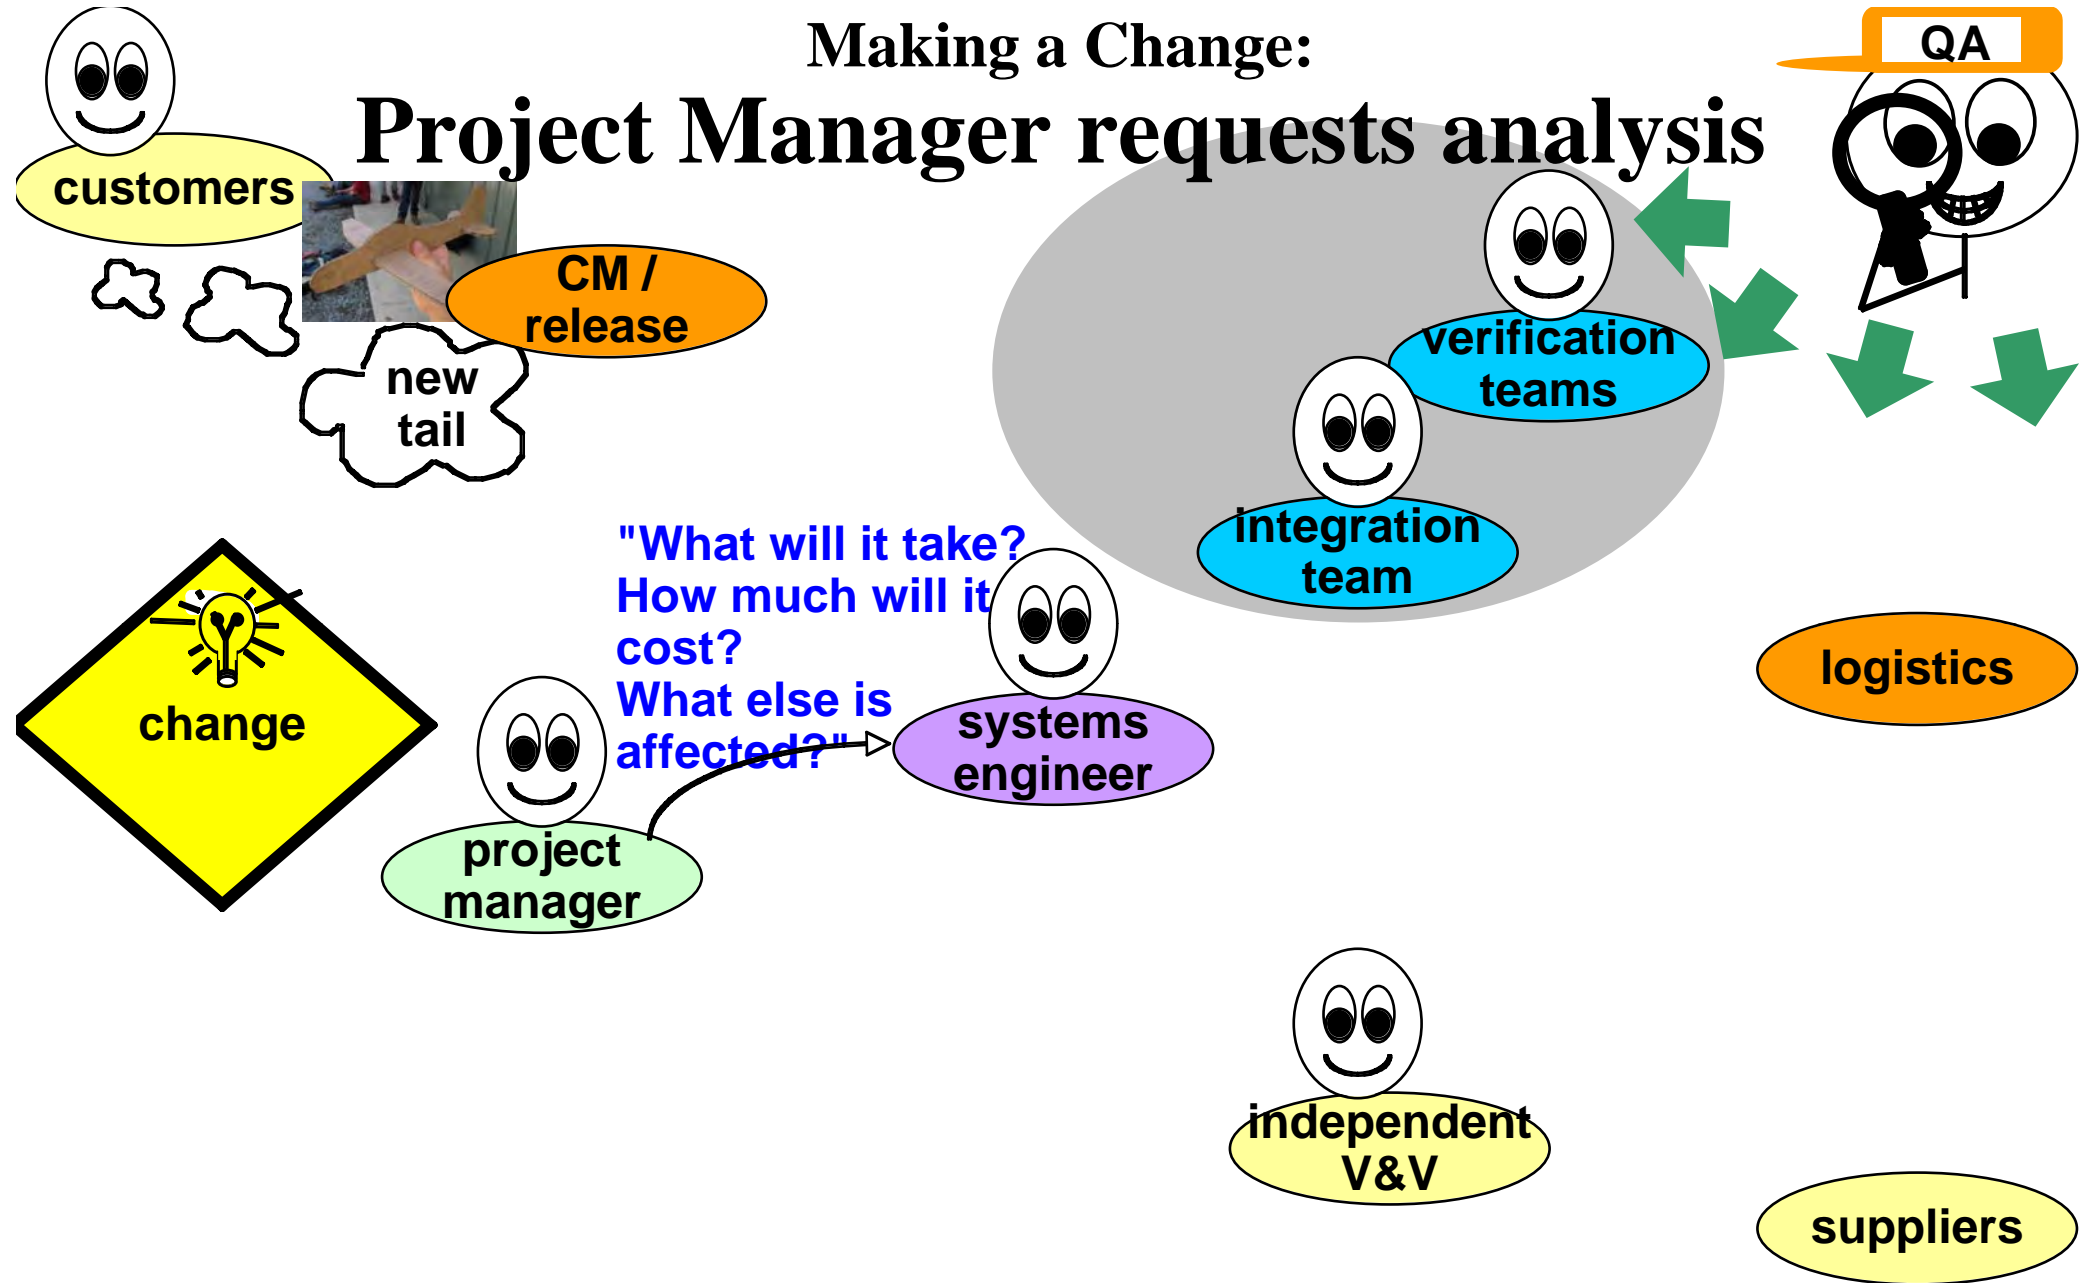 Making a Change:
Project Manager requests analysis
QA
customers
CM /
release
new
tail
verification
teams
integration
team
"What will it take?
How much will it
cost?
What else is
affected?"
change
systems
engineer
logistics
project
manager
independent
V&V
suppliers